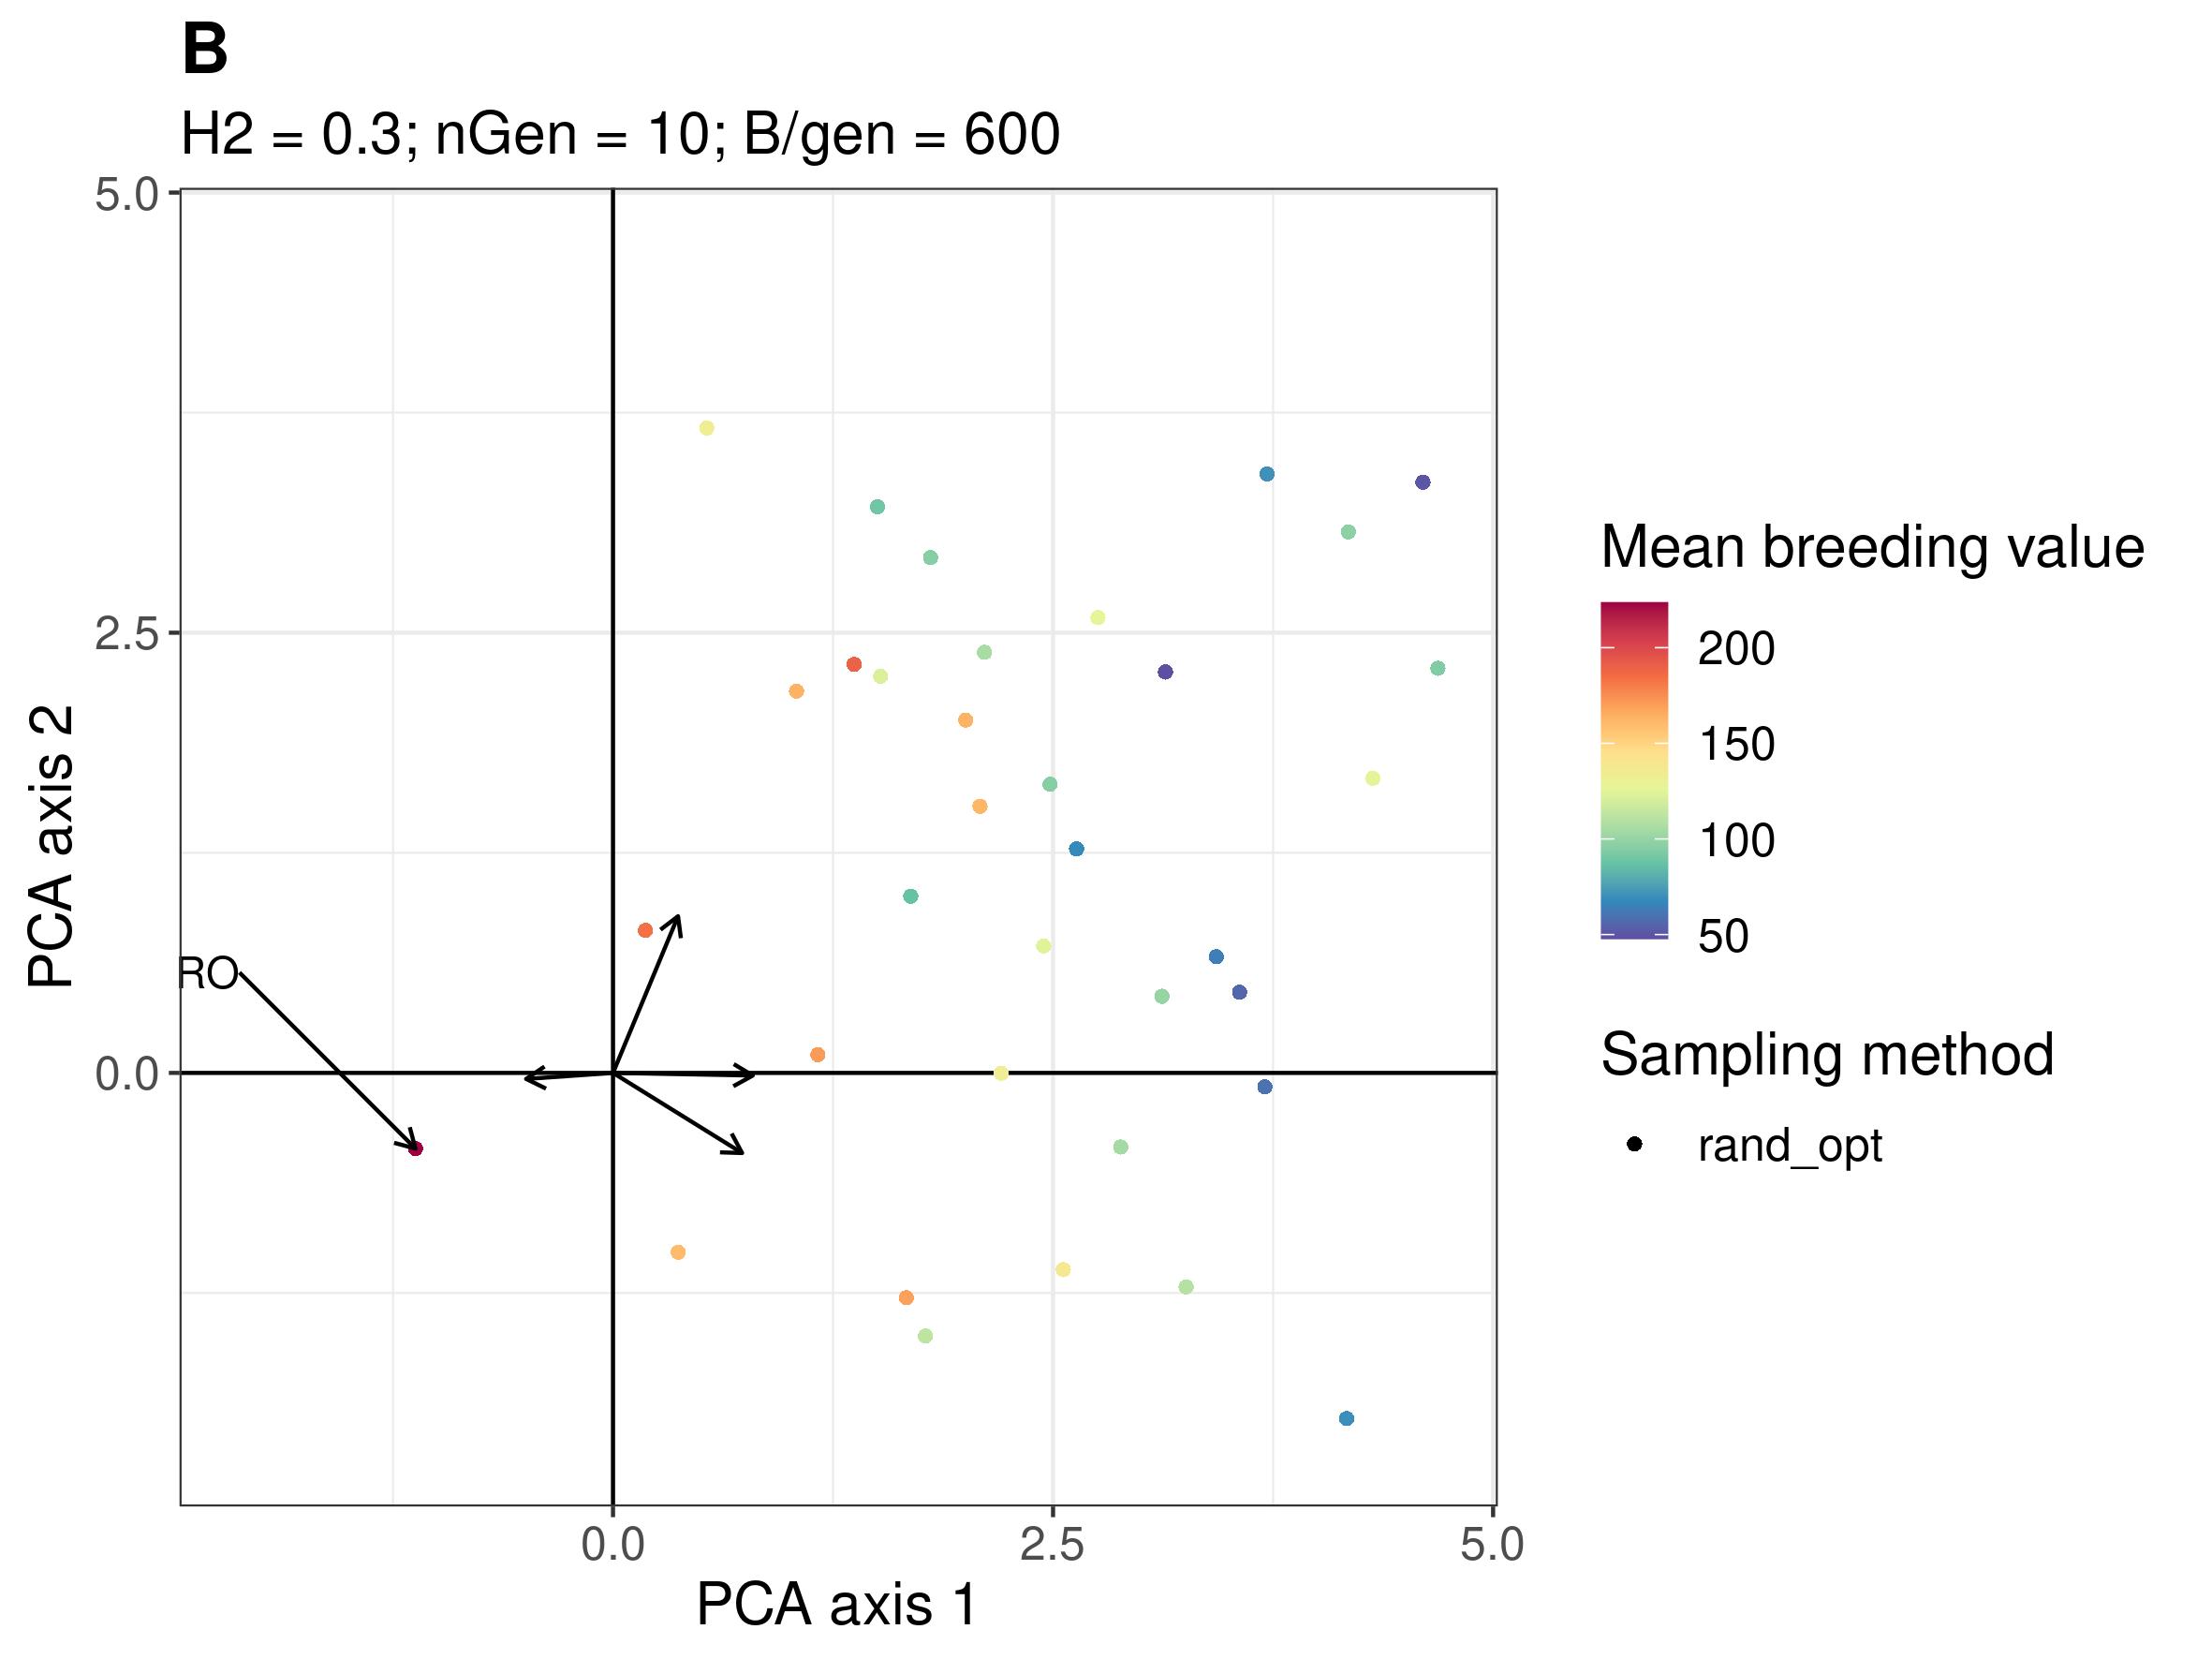 B
H2 = 0.3; nGen = 10; B/gen = 600
5.0
2.5
0.0
PCA axis 2
RO
0.0
2.5
5.0
PCA axis 1
Mean breeding value
200
150
100
50
Sampling method
rand_opt